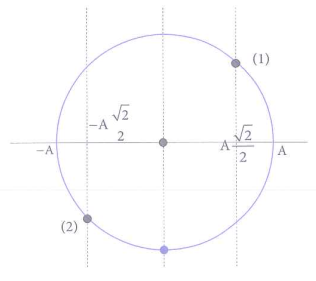 (1)
−A √2/2
A √2/2
−A
A
(2)